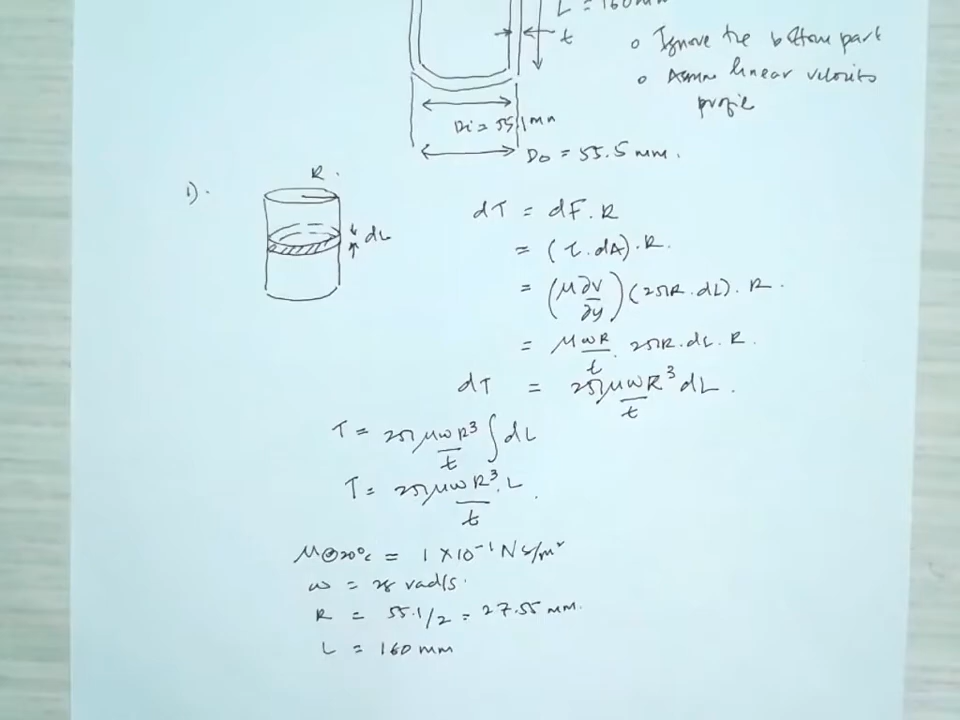 L = 160mm
t
o Ignore the bottom part
o Assume linear velocity
profile
Di = 55.1mm
Do = 55.5 mm.
1).
R.
dL
dT = dF. R
= (τ. dA). R.
= (μ ∂v/∂y) (2πR. dL). R.
= μωR/t . 2πR. dL. R.
dT = 2πμωR³/t dL.
T = 2πμωR³/t ∫ dL
T = 2πμωR³/t . L.
μ@20°c = 1 X10⁻¹ Ns/m²
ω = 28 rad/s.
R = 55.1/2 = 27.55 mm.
L = 160 mm